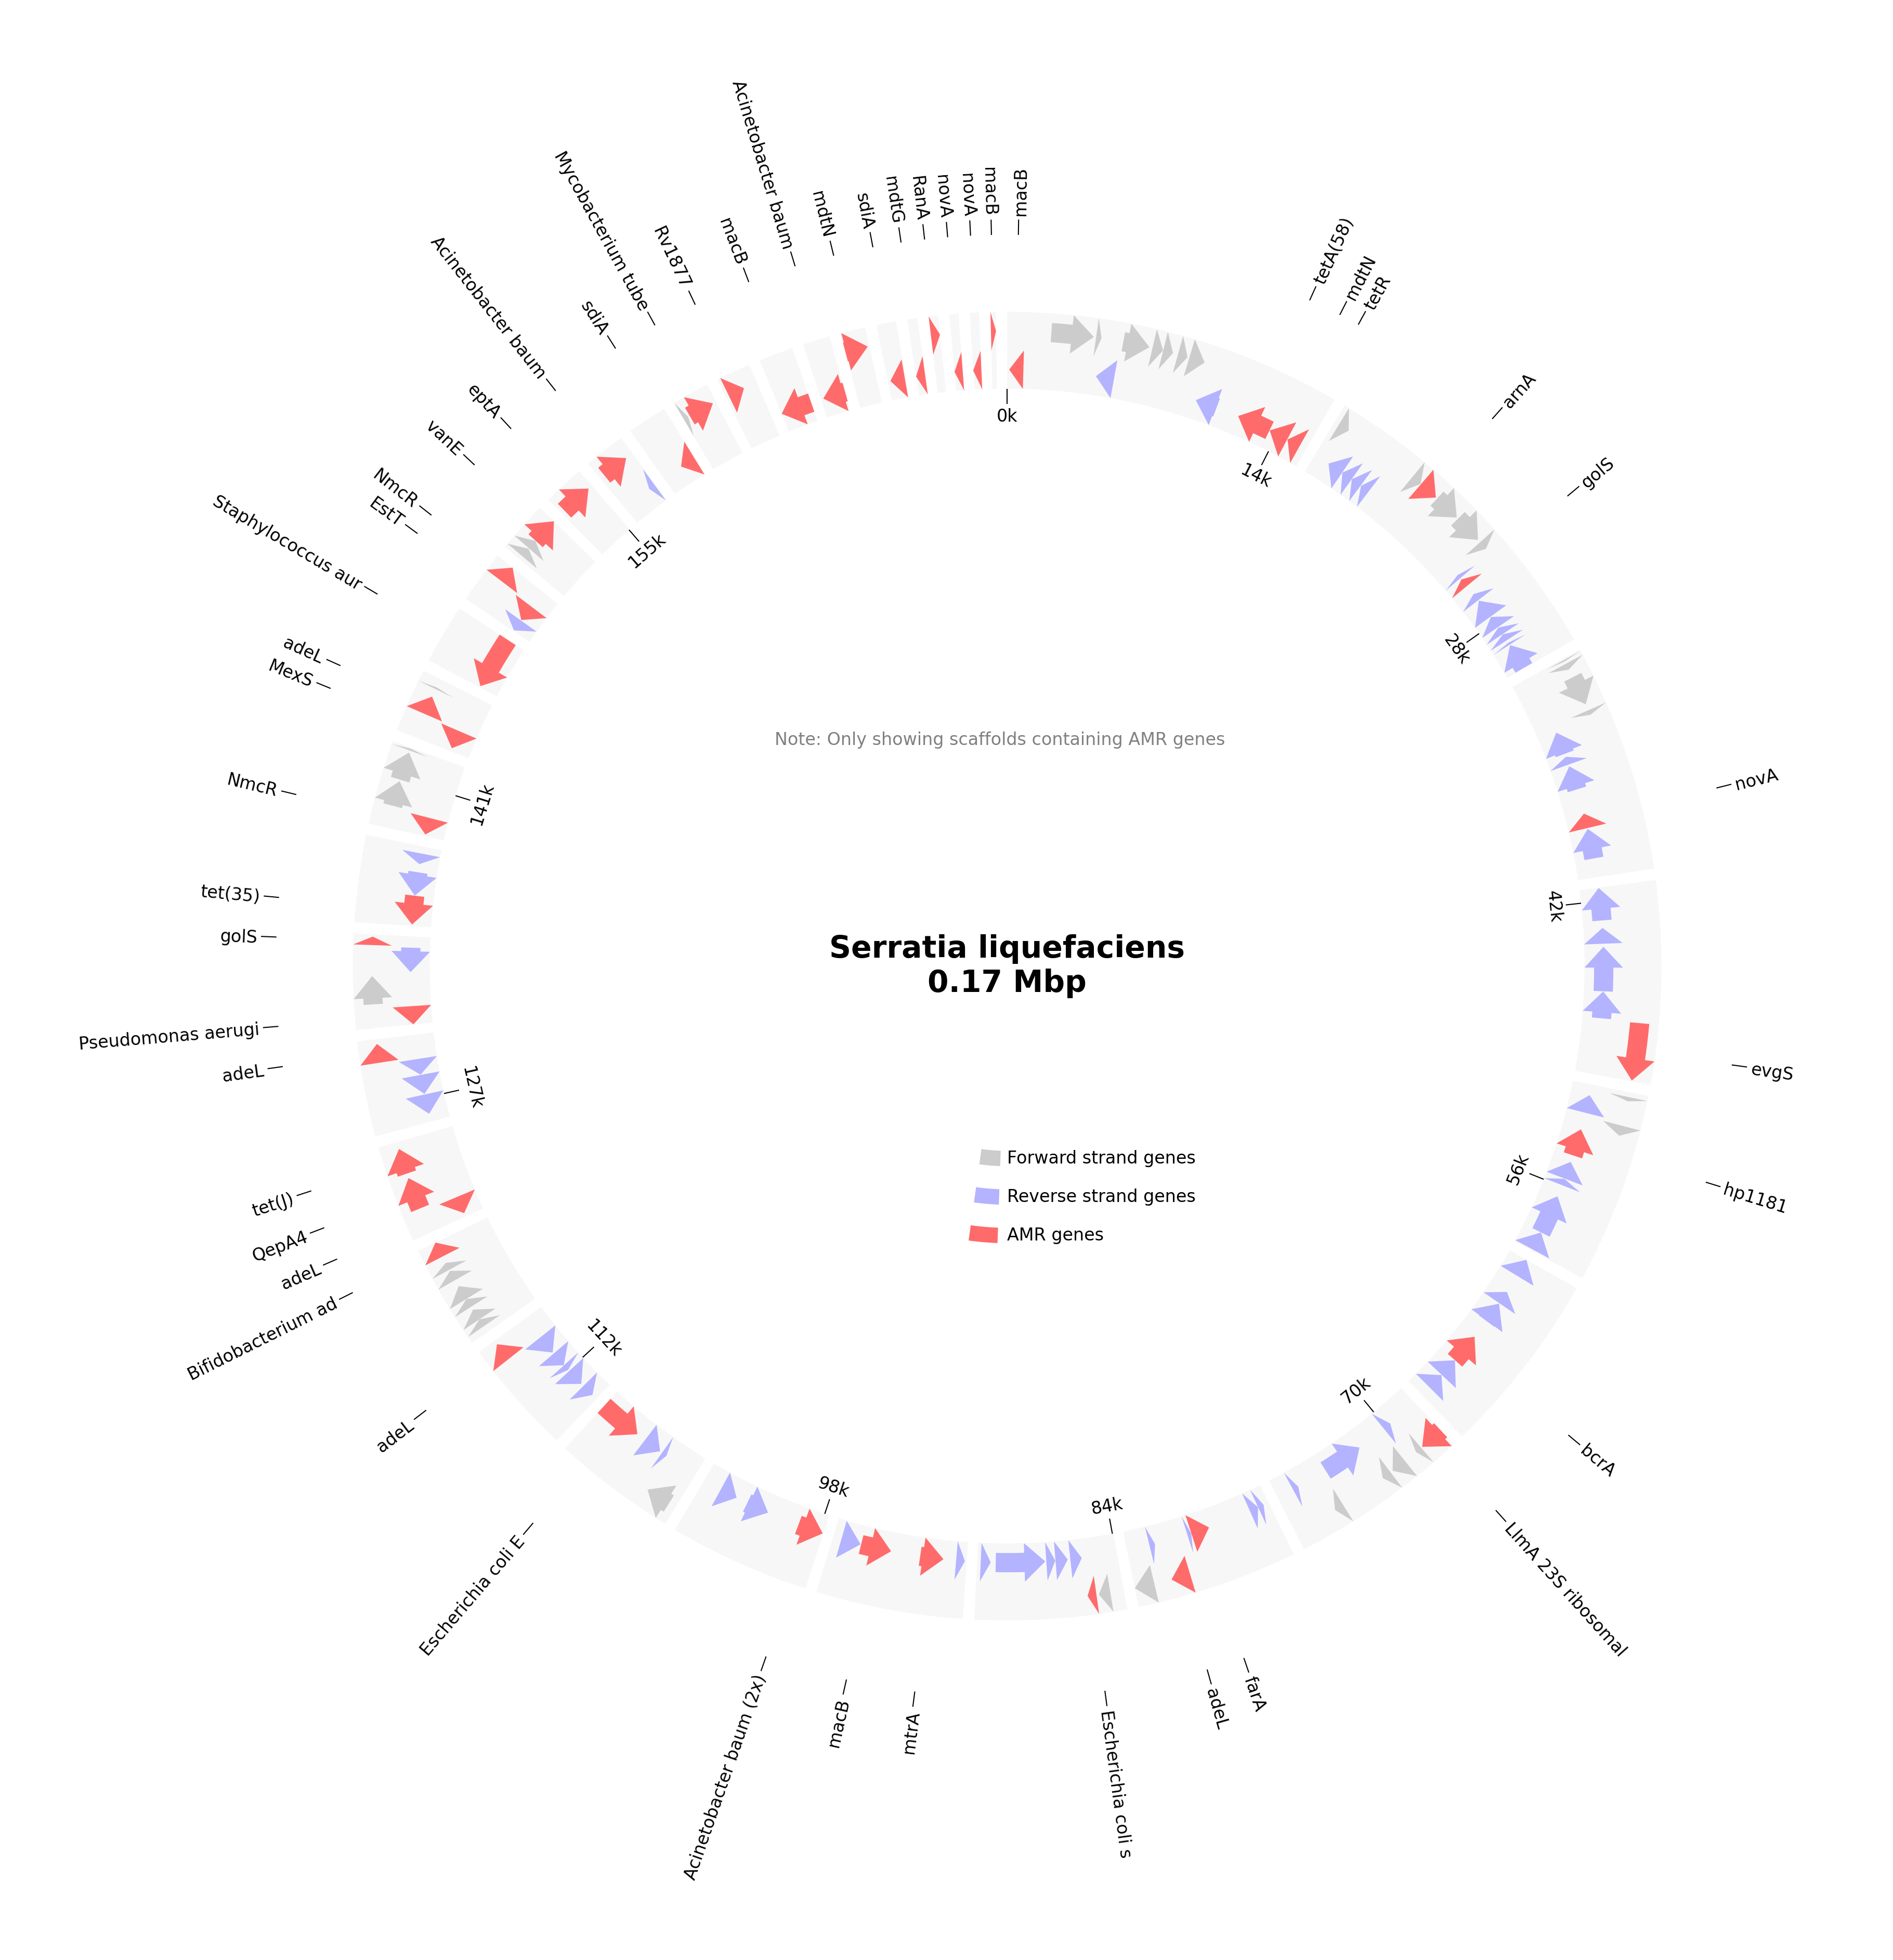 macB
tetA(58)
mdtN
tetR
arnA
golS
novA
evgS
hp1181
bcrA
LlmA 23S ribosomal
farA
adeL
Escherichia coli s
mtrA
macB
Acinetobacter baum (2x)
Escherichia coli E
adeL
Bifidobacterium ad
adeL
QepA4
tet(J)
adeL
Pseudomonas aerugi
golS
tet(35)
NmcR
MexS
adeL
Staphylococcus aur
EstT
NmcR
vanE
eptA
Acinetobacter baum
sdiA
Mycobacterium tube
Rv1877
macB
Acinetobacter baum
mdtN
sdiA
mdtG
RanA
novA
novA
macB
0k
14k
28k
42k
56k
70k
84k
98k
112k
127k
141k
155k
Note: Only showing scaffolds containing AMR genes
Serratia liquefaciens
0.17 Mbp
Forward strand genes
Reverse strand genes
AMR genes